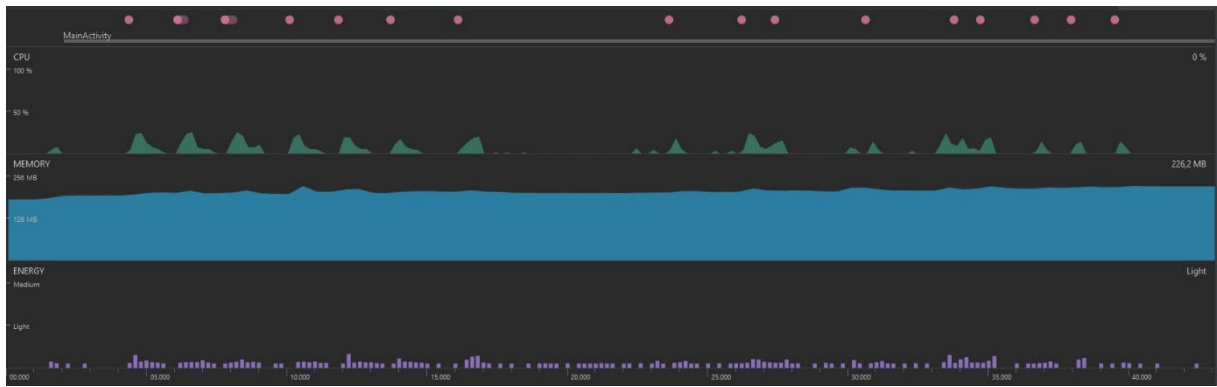 MainActivity
CPU 0 %
100 %
50 %
MEMORY 226,2 MB
256 MB
128 MB
ENERGY Light
Medium
Light
00.000 05.000 10.000 15.000 20.000 25.000 30.000 35.000 40.000